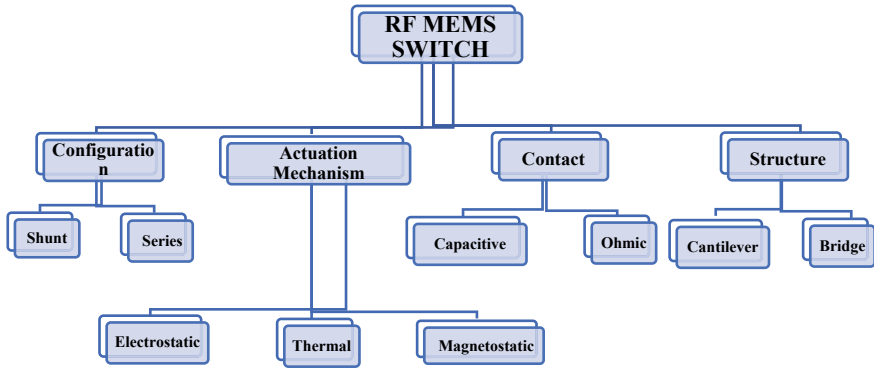 RF MEMS
SWITCH
Configuratio
n
Actuation
Mechanism
Contact
Structure
Shunt
Series
Capacitive
Ohmic
Cantilever
Bridge
Electrostatic
Thermal
Magnetostatic